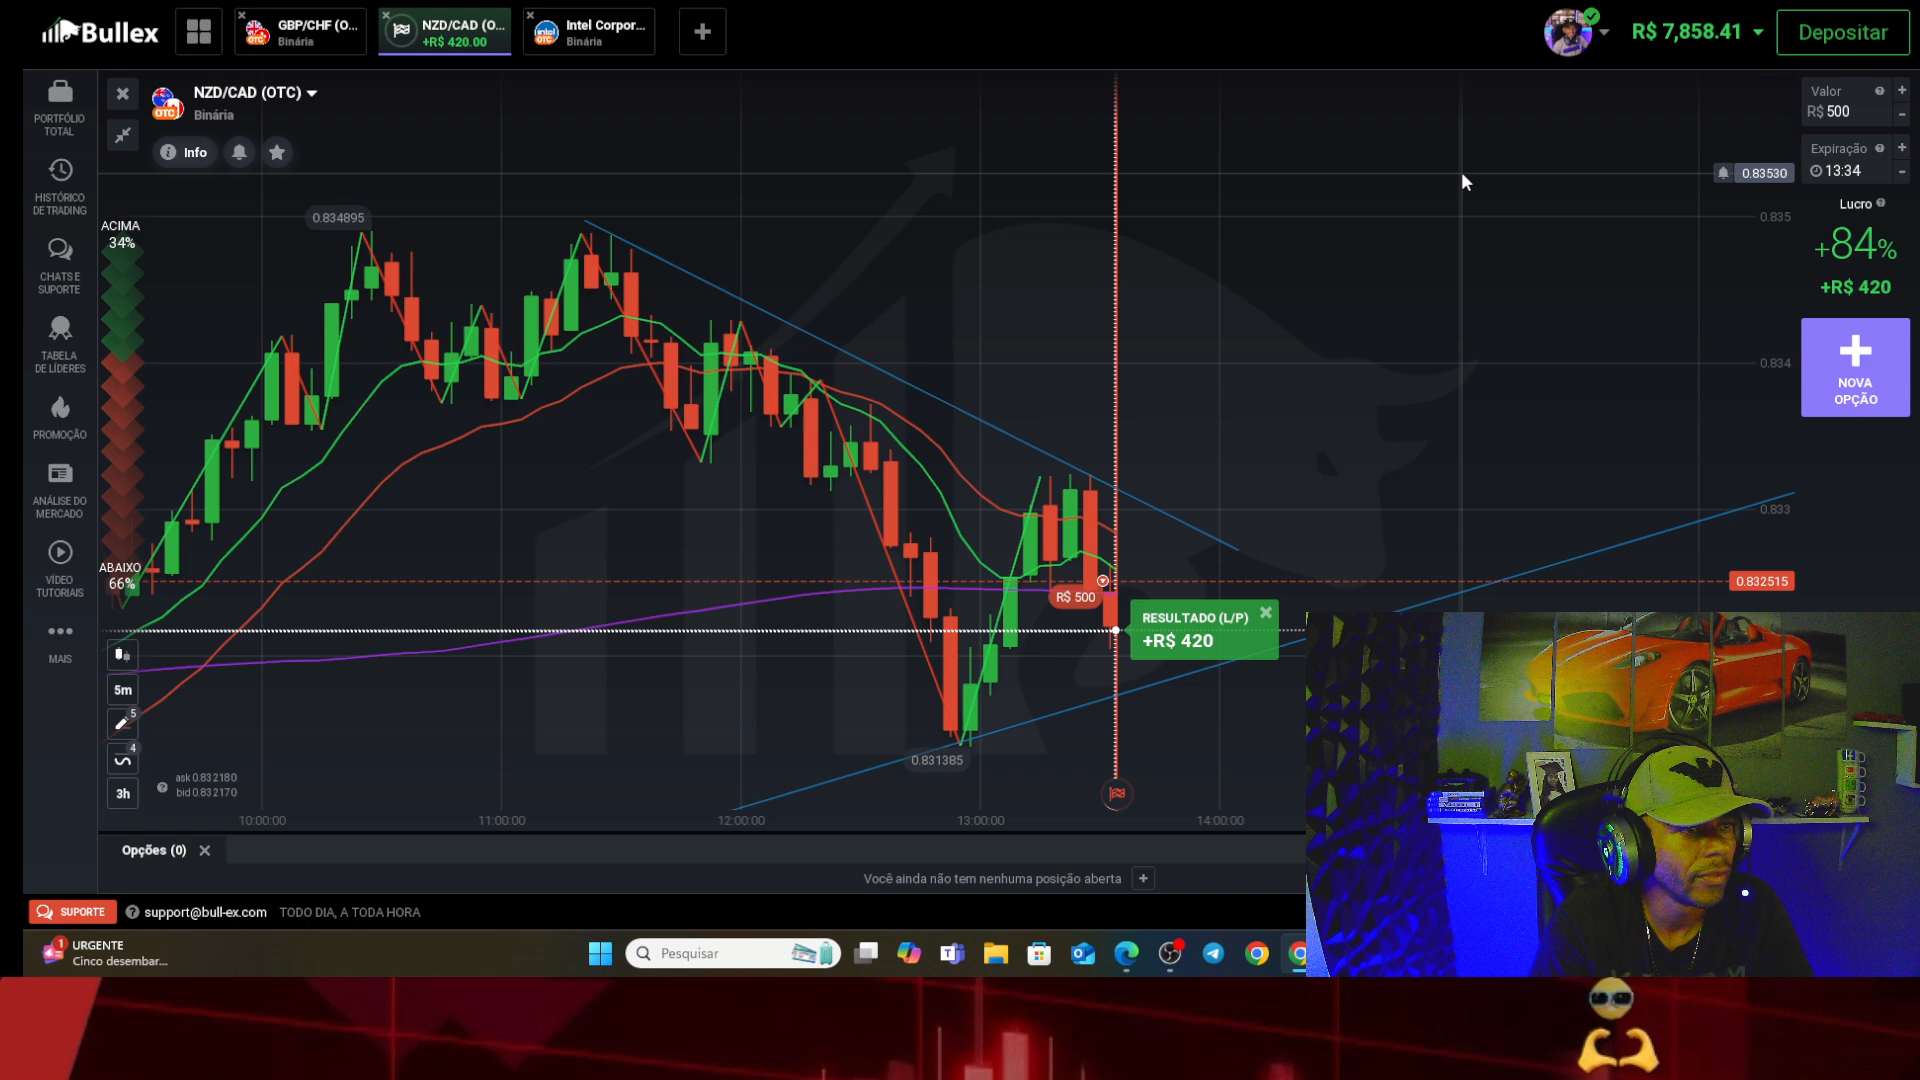 Bullex
GBP/CHF (O...
Binária
NZD/CAD (O...
+R$ 420.00
Intel Corpor...
Binária
R$ 7,858.41
Depositar
PORTFÓLIO
TOTAL
HISTÓRICO
DE TRADING
CHATS E
SUPORTE
TABELA
DE LÍDERES
PROMOÇÃO
ANÁLISE DO
MERCADO
VÍDEO
TUTORIAIS
MAIS
NZD/CAD (OTC)
OTC
Binária
Info
ACIMA
34%
ABAIXO
66%
0.834895
0.831385
R$ 500
RESULTADO (L/P)
+R$ 420
0.83530
0.835
0.834
0.833
0.832515
Valor
R$ 500
Expiração
13:34
Lucro
+84%
+R$ 420
NOVA
OPÇÃO
5m
5
4
3h
ask 0.832180
bid 0.832170
10:00:00
11:00:00
12:00:00
13:00:00
14:00:00
Opções (0)
Você ainda não tem nenhuma posição aberta
SUPORTE
support@bull-ex.com
TODO DIA, A TODA HORA
1
URGENTE
Cinco desembar...
Pesquisar